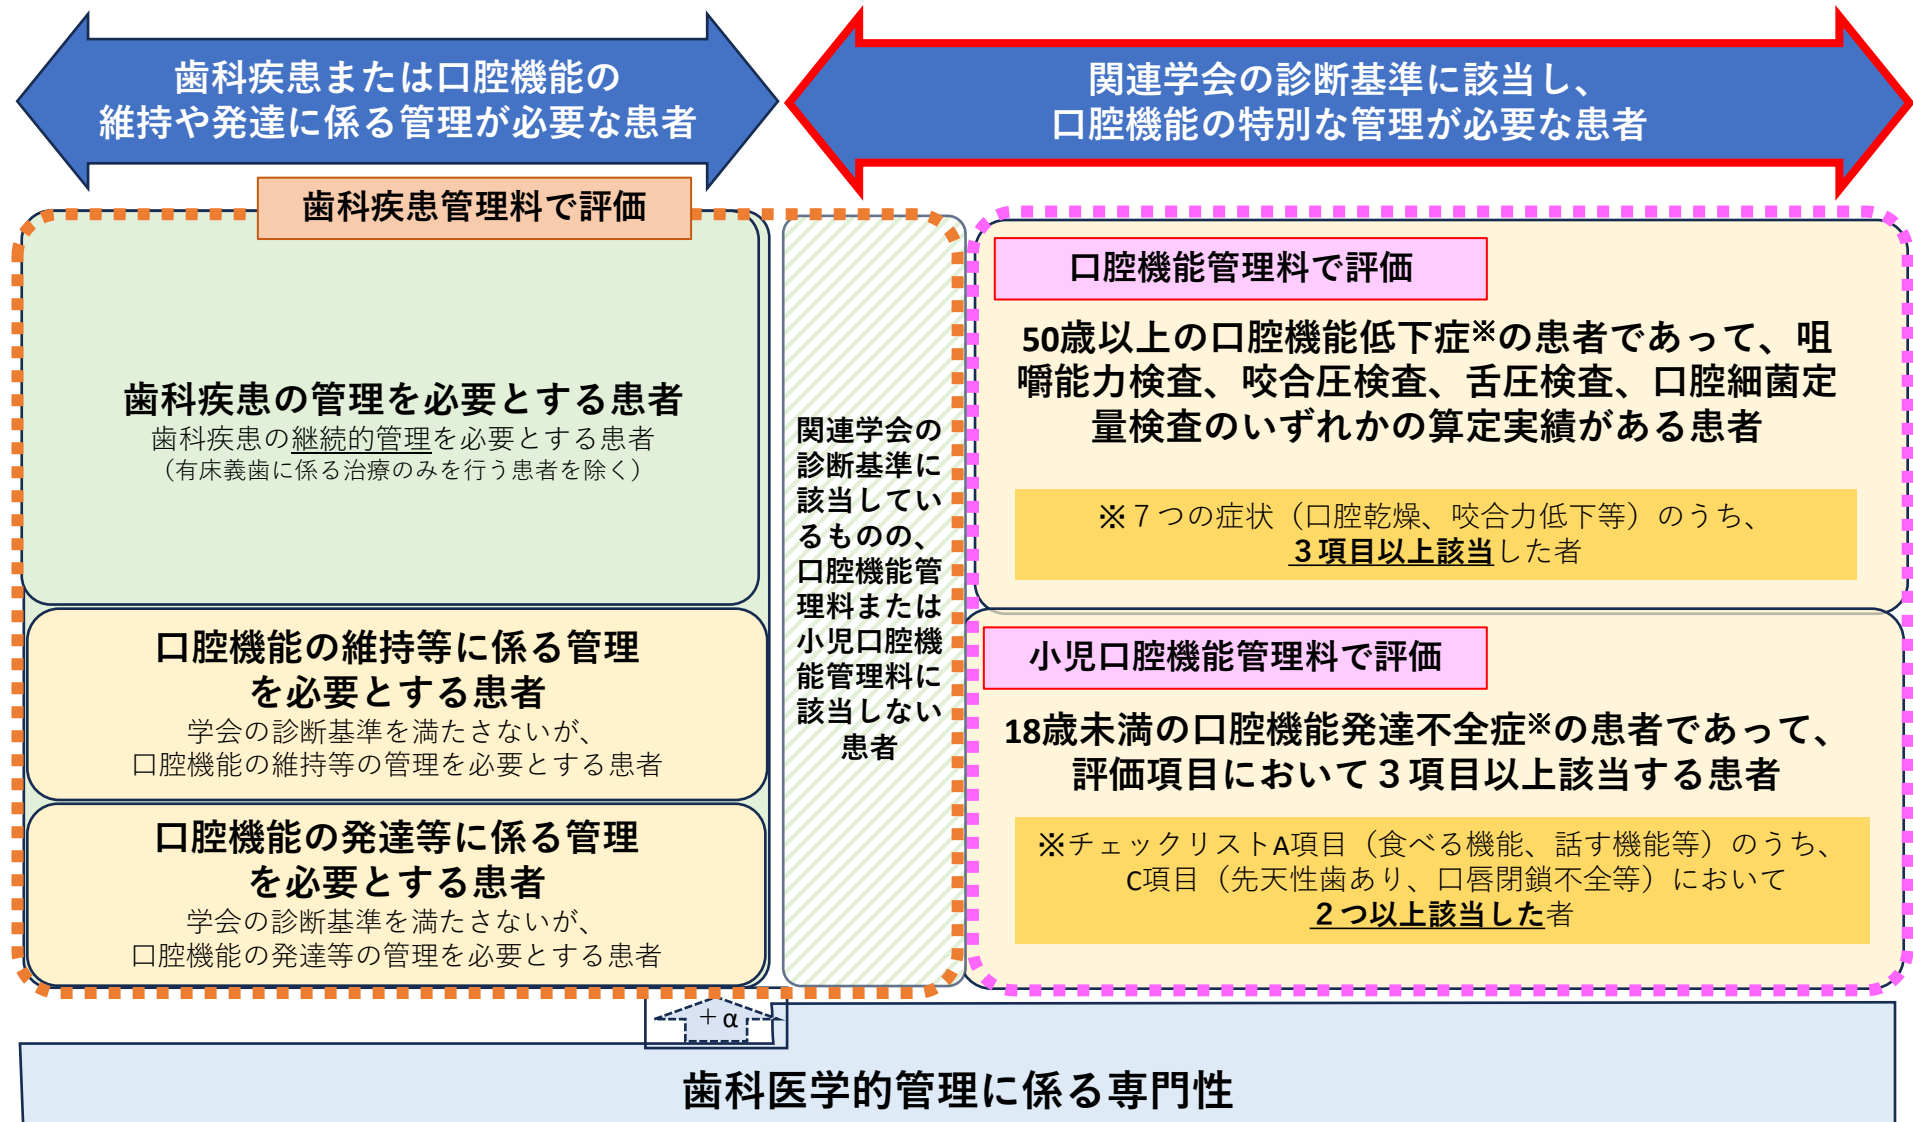 歯科疾患または口腔機能の
維持や発達に係る管理が必要な患者
関連学会の診断基準に該当し、
口腔機能の特別な管理が必要な患者
歯科疾患管理料で評価
歯科疾患の管理を必要とする患者
歯科疾患の継続的管理を必要とする患者
（有床義歯に係る治療のみを行う患者を除く）
口腔機能の維持等に係る管理
を必要とする患者
学会の診断基準を満たさないが、
口腔機能の維持等の管理を必要とする患者
口腔機能の発達等に係る管理
を必要とする患者
学会の診断基準を満たさないが、
口腔機能の発達等の管理を必要とする患者
関連学会の
診断基準に
該当してい
るものの、
口腔機能管
理料または
小児口腔機
能管理料に
該当しない
患者
口腔機能管理料で評価
50歳以上の口腔機能低下症※の患者であって、咀
嚼能力検査、咬合圧検査、舌圧検査、口腔細菌定
量検査のいずれかの算定実績がある患者
※７つの症状（口腔乾燥、咬合力低下等）のうち、
３項目以上該当した者
小児口腔機能管理料で評価
18歳未満の口腔機能発達不全症※の患者であって、
評価項目において３項目以上該当する患者
※チェックリストA項目（食べる機能、話す機能等）のうち、
C項目（先天性歯あり、口唇閉鎖不全等）において
２つ以上該当した者
＋α
歯科医学的管理に係る専門性